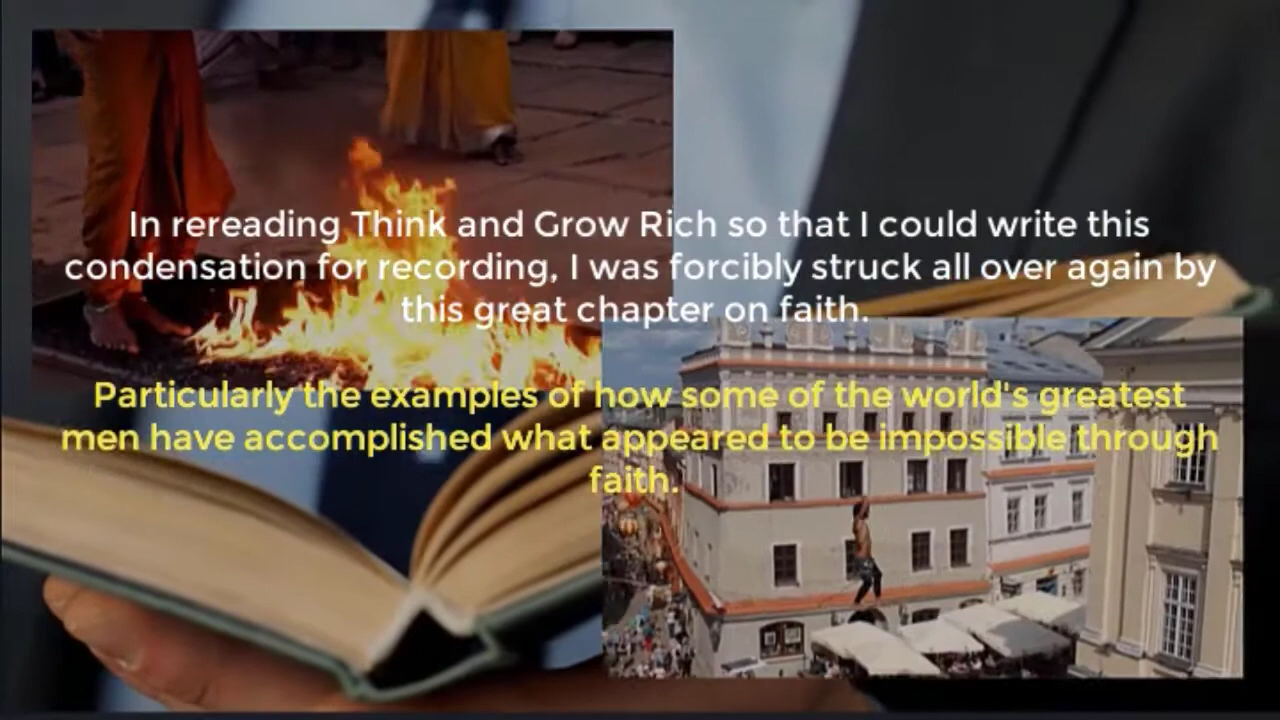 In rereading Think and Grow Rich so that I could write this
condensation for recording, I was forcibly struck all over again by
this great chapter on faith.
Particularly the examples of how some of the world's greatest
men have accomplished what appeared to be impossible through
faith.